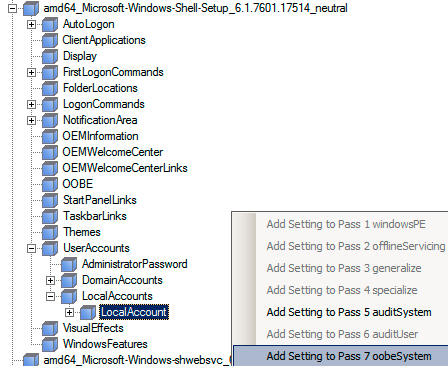 amd64_Microsoft-Windows-Shell-Setup_6.1.7601.17514_neutral
AutoLogon
ClientApplications
Display
FirstLogonCommands
FolderLocations
LogonCommands
NotificationArea
OEMInformation
OEMWelcomeCenter
OEMWelcomeCenterLinks
OOBE
StartPanelLinks
TaskbarLinks
Themes
UserAccounts
AdministratorPassword
DomainAccounts
LocalAccounts
LocalAccount
VisualEffects
WindowsFeatures
amd64_Microsoft-Windows-shwebsvc_
Add Setting to Pass 1 windowsPE
Add Setting to Pass 2 offlineServicing
Add Setting to Pass 3 generalize
Add Setting to Pass 4 specialize
Add Setting to Pass 5 auditSystem
Add Setting to Pass 6 auditUser
Add Setting to Pass 7 oobeSystem